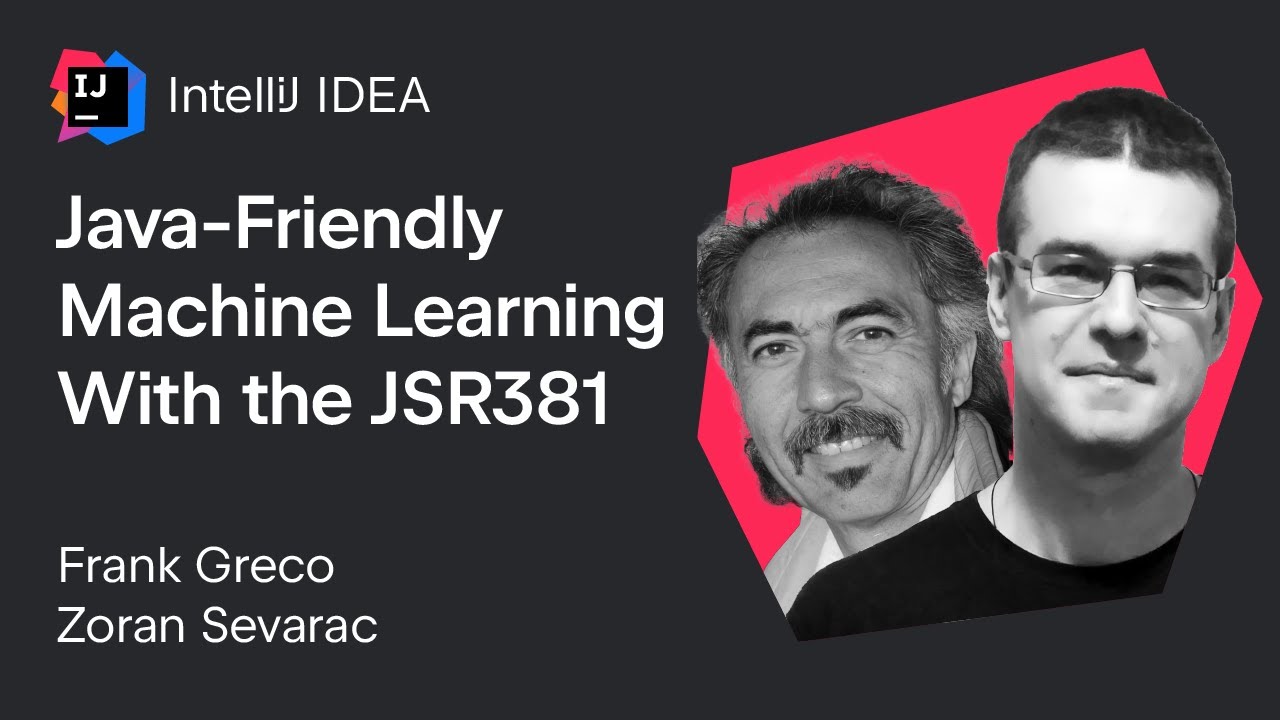 IJ
IntelliJ IDEA
Java-Friendly
Machine Learning
With the JSR381
Frank Greco
Zoran Sevarac